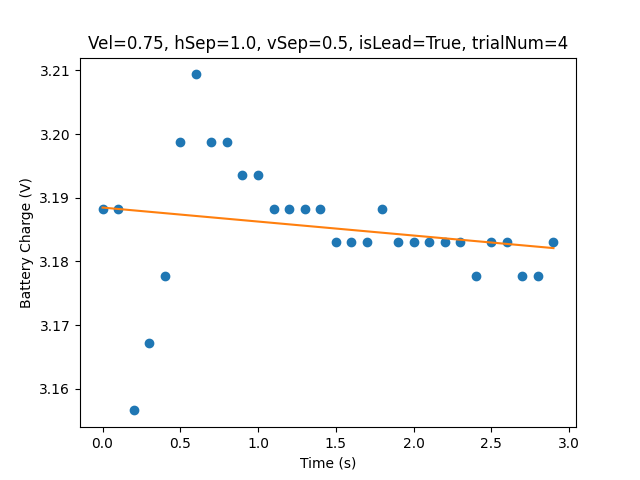 Vel=0.75, hSep=1.0, vSep=0.5, isLead=True, trialNum=4
3.21
3.20
3.19
3.18
3.17
3.16
Battery Charge (V)
0.0 0.5 1.0 1.5 2.0 2.5 3.0
Time (s)